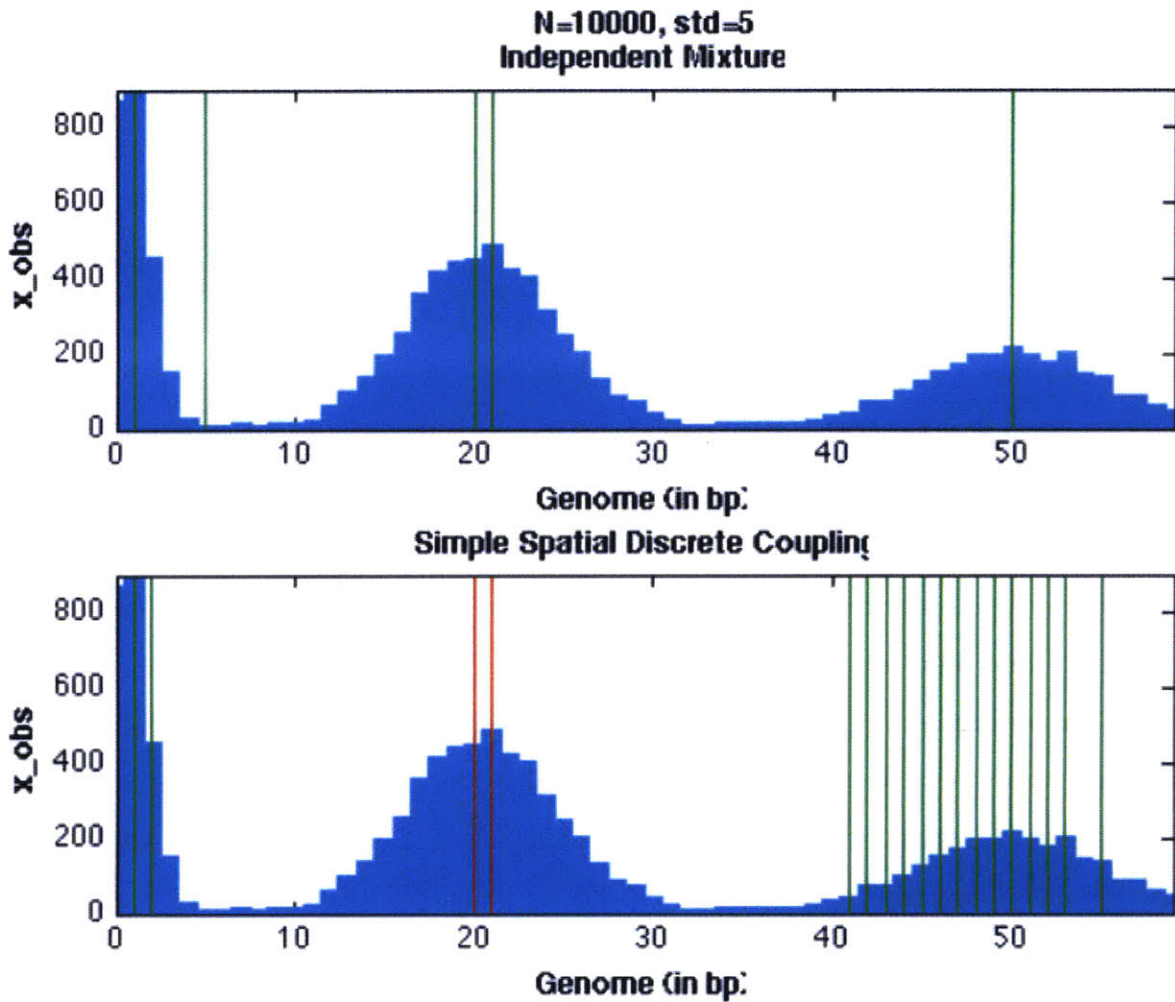 N=10000, std=5
Independent Mixture
800
600
400
200
0
x_obs
0 10 20 30 40 50
Genome (in bp:
Simple Spatial Discrete Coupling
800
600
400
200
0
x_obs
0 10 20 30 40 50
Genome (in bp: